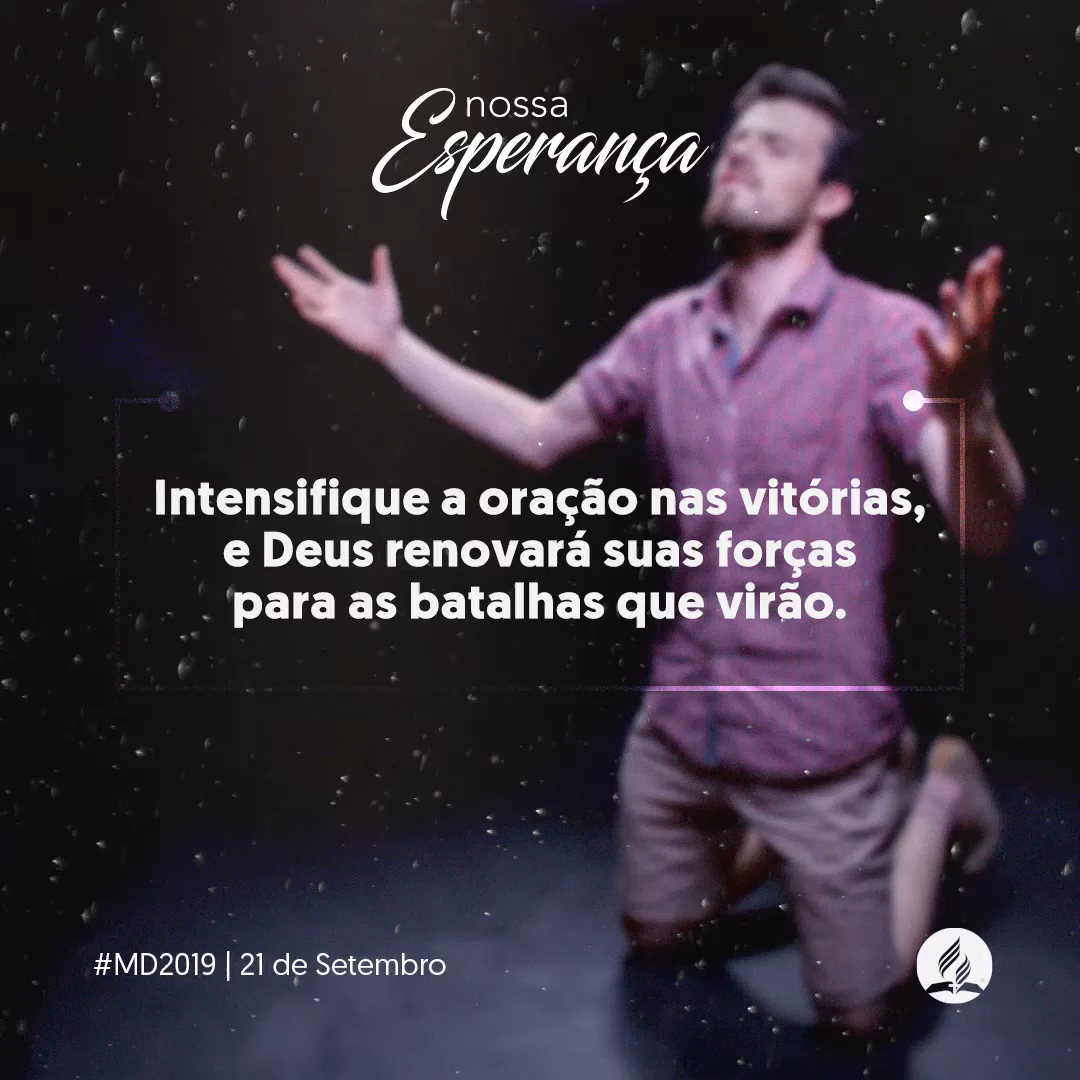 nossa
Esperança
Intensifique a oração nas vitórias,
e Deus renovará suas forças
para as batalhas que virão.
#MD2019 | 21 de Setembro